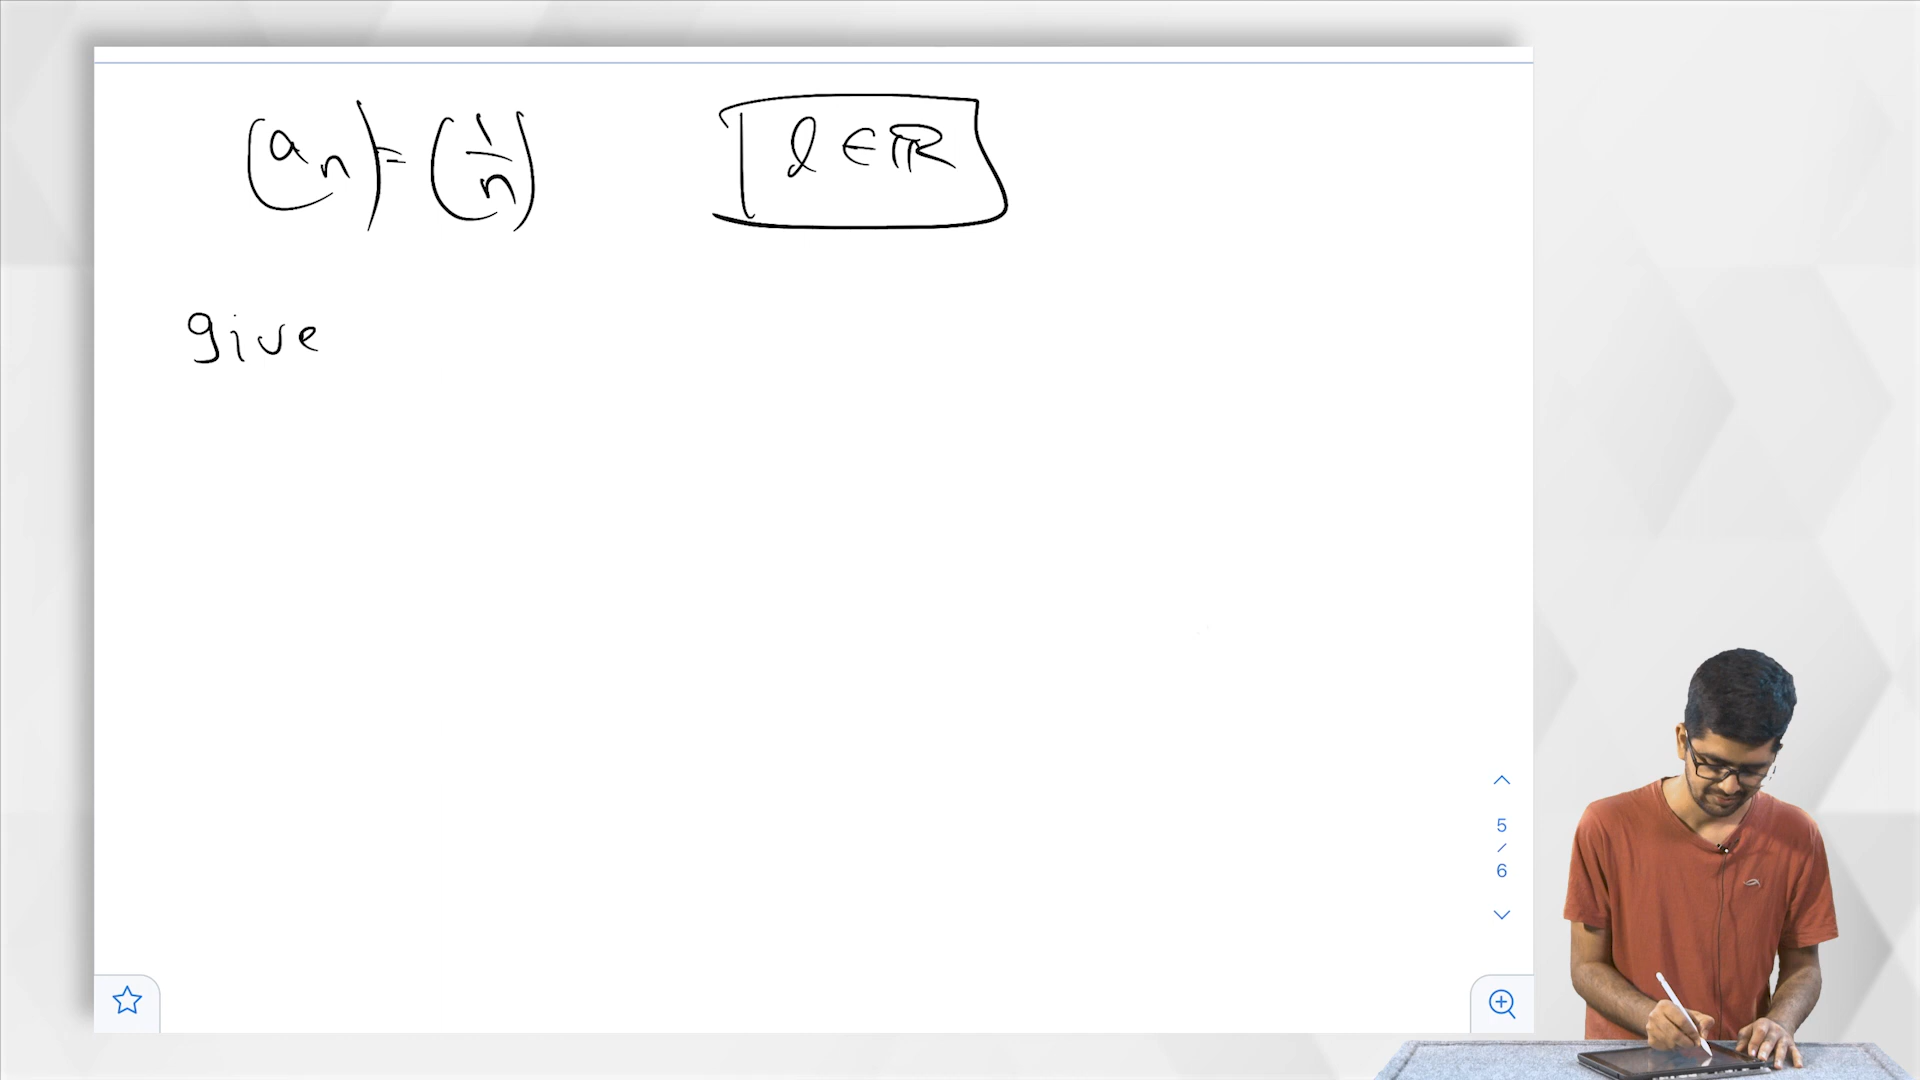 (aₙ) = (1/n) l ∈ ℝ
give
5
/
6